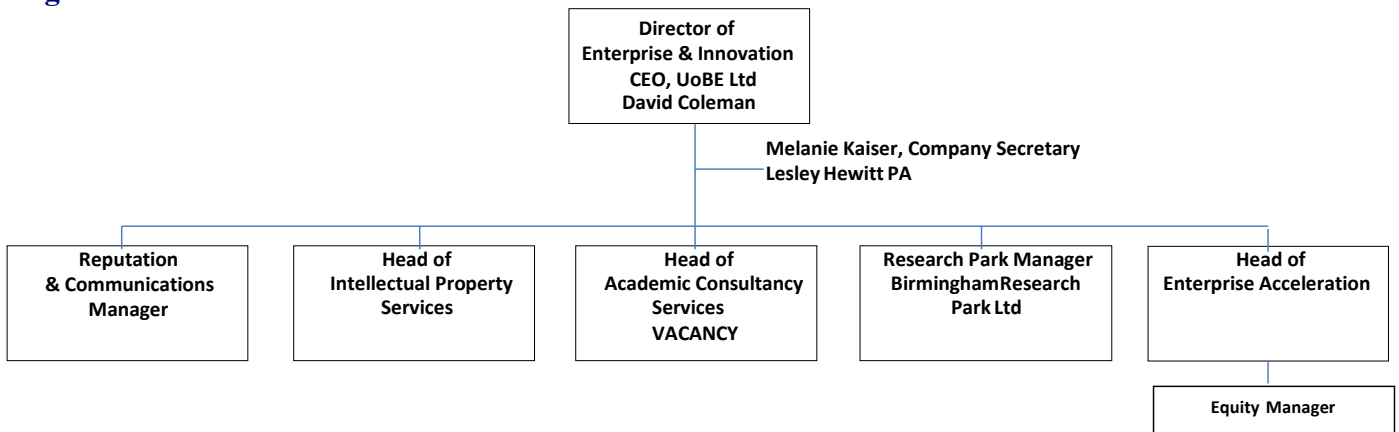 Director of
Enterprise & Innovation
CEO, UoBE Ltd
David Coleman
Melanie Kaiser, Company Secretary
Lesley Hewitt PA
Reputation
& Communications
Manager
Head of
Intellectual Property
Services
Head of
Academic Consultancy
Services
VACANCY
Research Park Manager
BirminghamResearch
Park Ltd
Head of
Enterprise Acceleration
Equity Manager